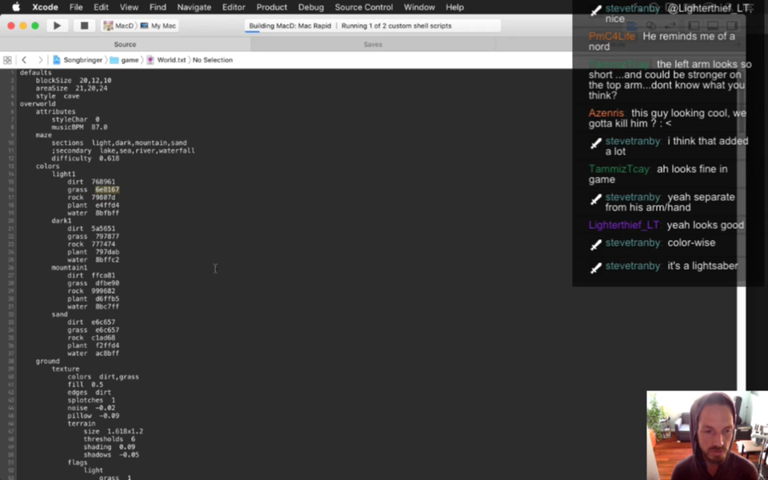 Xcode File Edit View Find Navigate Editor Product Debug Source Control Window Help
MacD My Mac Building MacD: Mac Rapid Running 1 of 2 custom shell scripts
Source Saves
Songbringer game World.txt No Selection
defaults
blockSize 20,12,10
areaSize 21,20,24
style cave
overworld
attributes
styleChar 0
musicBPM 87.0
maze
sections light,dark,mountain,sand
;secondary lake,sea,river,waterfall
difficulty 0.618
colors
light1
dirt 768961
grass 6e8167
rock 79807d
plant e4ffd4
water 8bfbff
dark1
dirt 5a5651
grass 797877
rock 777474
plant 797dab
water 8bffc2
mountain1
dirt ffca81
grass dfbe90
rock 999682
plant d6ffb5
water 8bc7ff
sand
dirt e6c657
grass e6c657
rock c1ad68
plant f2ffd4
water ac8bff
ground
texture
colors dirt,grass
fill 0.5
edges dirt
splotches 1
noise -0.02
pillow -0.09
terrain
size 1.618x1.2
thresholds 6
shading 0.09
shadows -0.05
flags
light
grass 1
stevetranby @Lighterthief_LT
nice
PmC4Life He reminds me of a
nord
TammizTcay the left arm looks so
short ...and could be stronger on
the top arm...dont know what you
think?
Azenris this guy looking cool, we
gotta kill him ? : <
stevetranby i think that added
a lot
TammizTcay ah looks fine in
game
stevetranby yeah separate
from his arm/hand
Lighterthief_LT yeah looks good
stevetranby color-wise
stevetranby it's a lightsaber